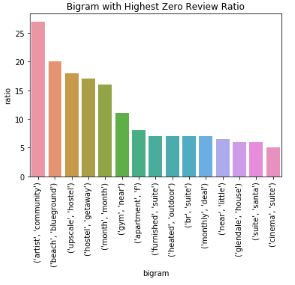 Bigram with Highest Zero Review Ratio
25
20
15
10
5
0
ratio
('artist', 'community')
('beach', 'blueground')
('upscale', 'hostel')
('hostel', 'getaway')
('month', 'month')
('gym', 'near')
('apartment', 'f')
('furnished', 'suite')
('heated', 'outdoor')
('br', 'suite')
('monthly', 'deal')
('near', 'little')
('glendale', 'house')
('suite', 'santa')
('cinema', 'suite')
bigram